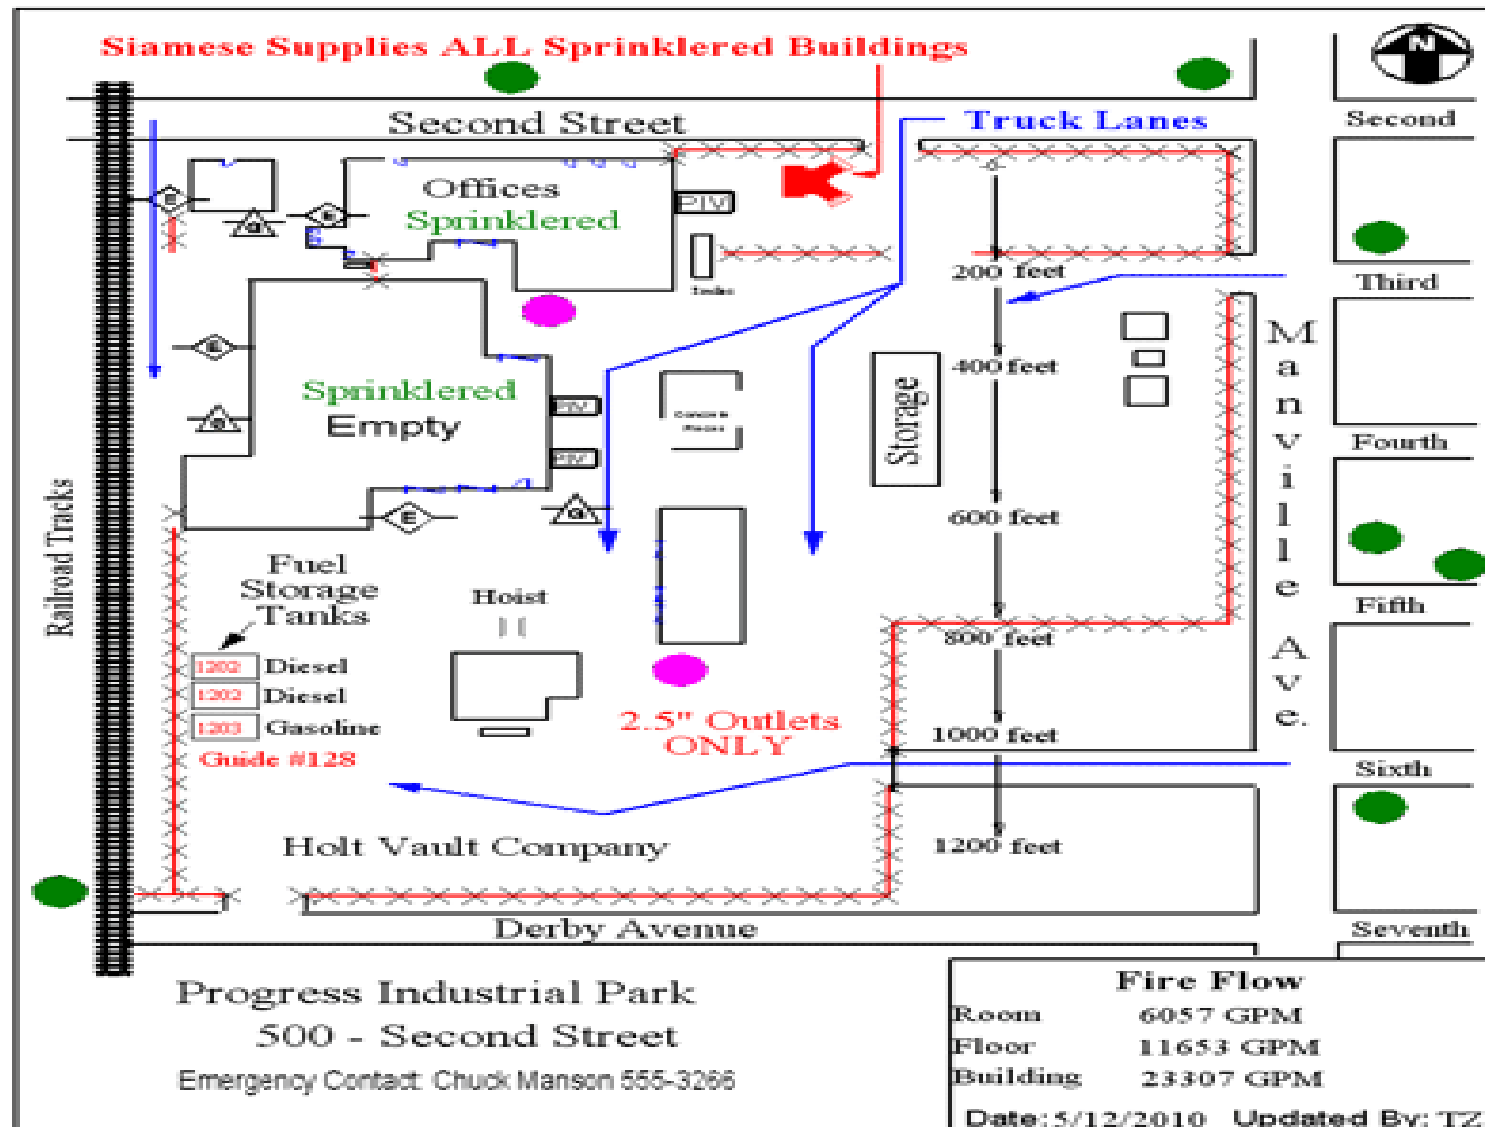 Siamese Supplies ALL Sprinklered Buildings
N
Second Street
Truck Lanes
Second
Offices
Sprinklered
PIV
E
E
G
200 feet
Third
Sprinklered
Empty
E
G
PIV
PIV
400 feet
Storage
Manville Ave.
Fourth
E
G
600 feet
Railroad Tracks
Fuel
Storage
Tanks
Hoist
Fifth
800 feet
1202 Diesel
1202 Diesel
1203 Gasoline
Guide #128
2.5" Outlets
ONLY
1000 feet
Sixth
Holt Vault Company
1200 feet
Derby Avenue
Seventh
Progress Industrial Park
500 - Second Street
Emergency Contact: Chuck Manson 555-3266
Fire Flow
Room 6057 GPM
Floor 11653 GPM
Building 23307 GPM
Date: 5/12/2010 Updated By: TZ